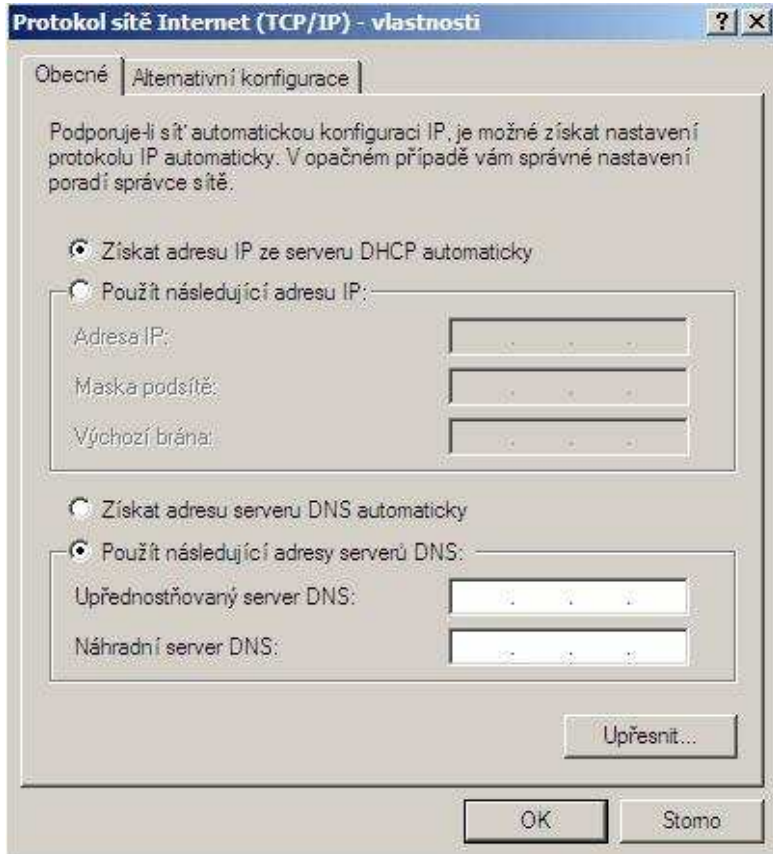 Protokol sítě Internet (TCP/IP) - vlastnosti
Obecné
Alternativní konfigurace
Podporuje-li síť automatickou konfiguraci IP, je možné získat nastavení
protokolu IP automaticky. V opačném případě vám správné nastavení
poradí správce sítě.
Získat adresu IP ze serveru DHCP automaticky
Použít následující adresu IP:
Adresa IP:
Maska podsítě:
Výchozí brána:
Získat adresu serveru DNS automaticky
Použít následující adresy serverů DNS:
Upřednostňovaný server DNS:
Náhradní server DNS:
Upřesnit...
OK
Storno